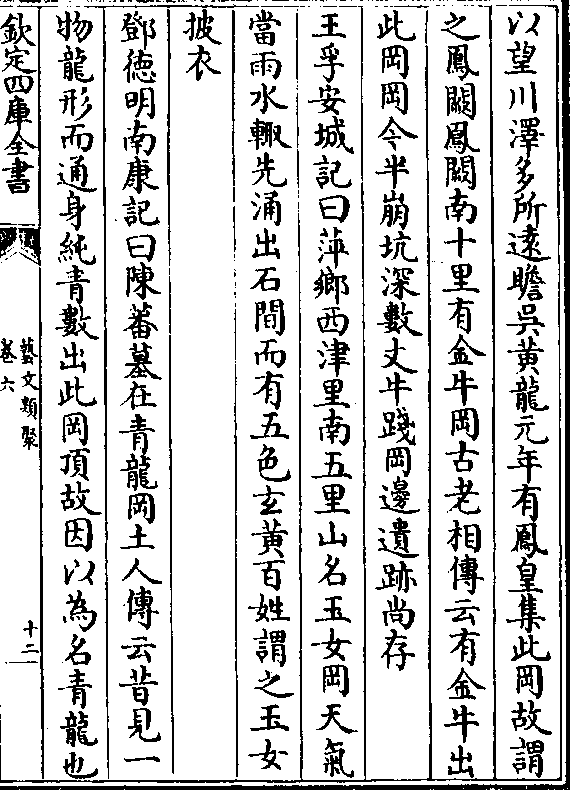 以望川澤多所遠瞻吳黃龍元年有鳳皇集此岡故謂
之鳳闕鳳闕南十里有金牛岡古老相傳云有金牛出
此岡岡今半崩坑深數丈牛踐岡邊遺跡尚存
王孚安城記曰萍鄉西津里南五里山名玉女岡天氣
當雨水輙先涌出石間而有五色玄黃百姓謂之玉女
披衣
鄧徳明南康記曰陳蕃墓在青龍岡土人傳云昔見一
物龍形而通身純青數出此岡頂故因以為名青龍也
欽定四庫全書
藝文類聚
卷六
十二